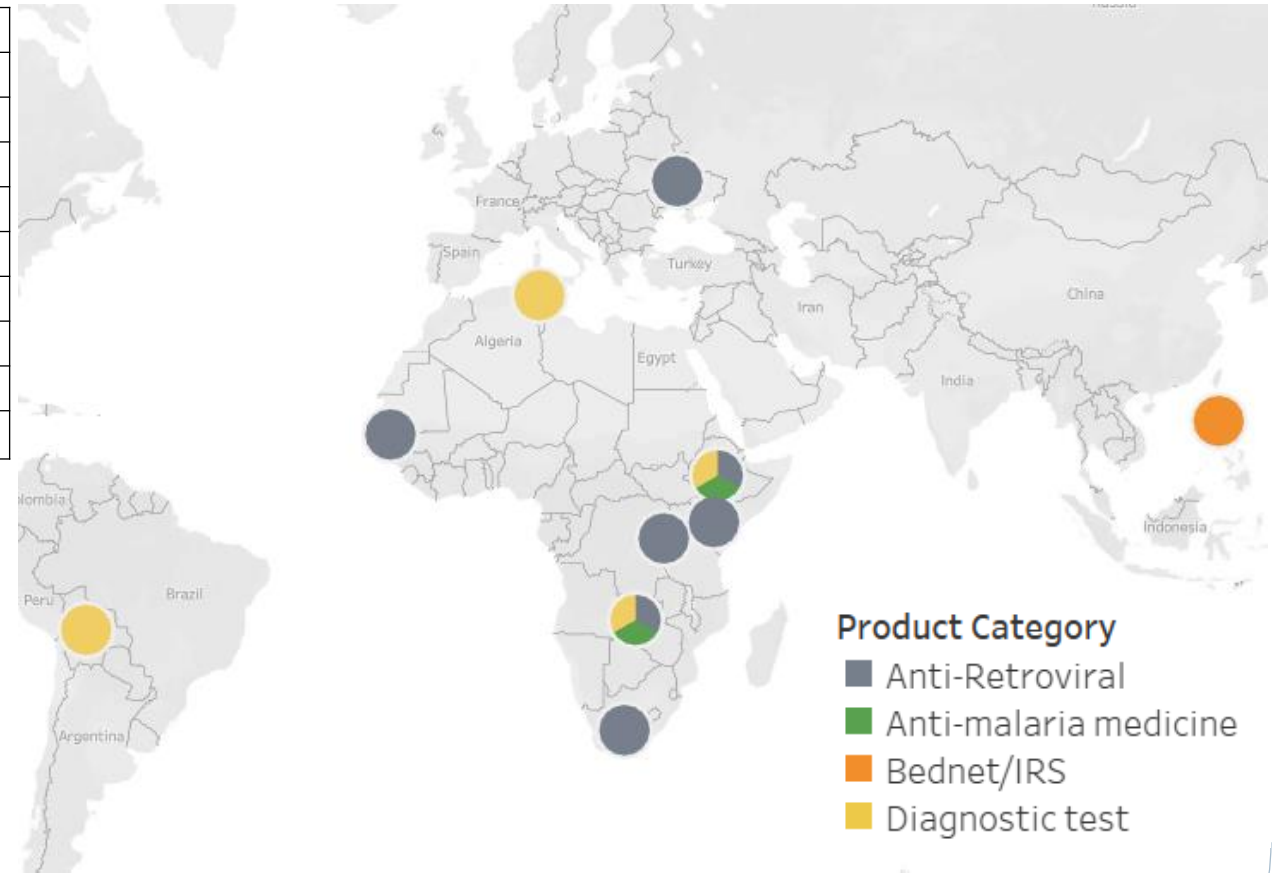 France
Spain
Turkey
Iran
China
Algeria
Egypt
India
Indonesia
Peru
Brazil
Argentina
Product Category
Anti-Retroviral
Anti-malaria medicine
Bednet/IRS
Diagnostic test